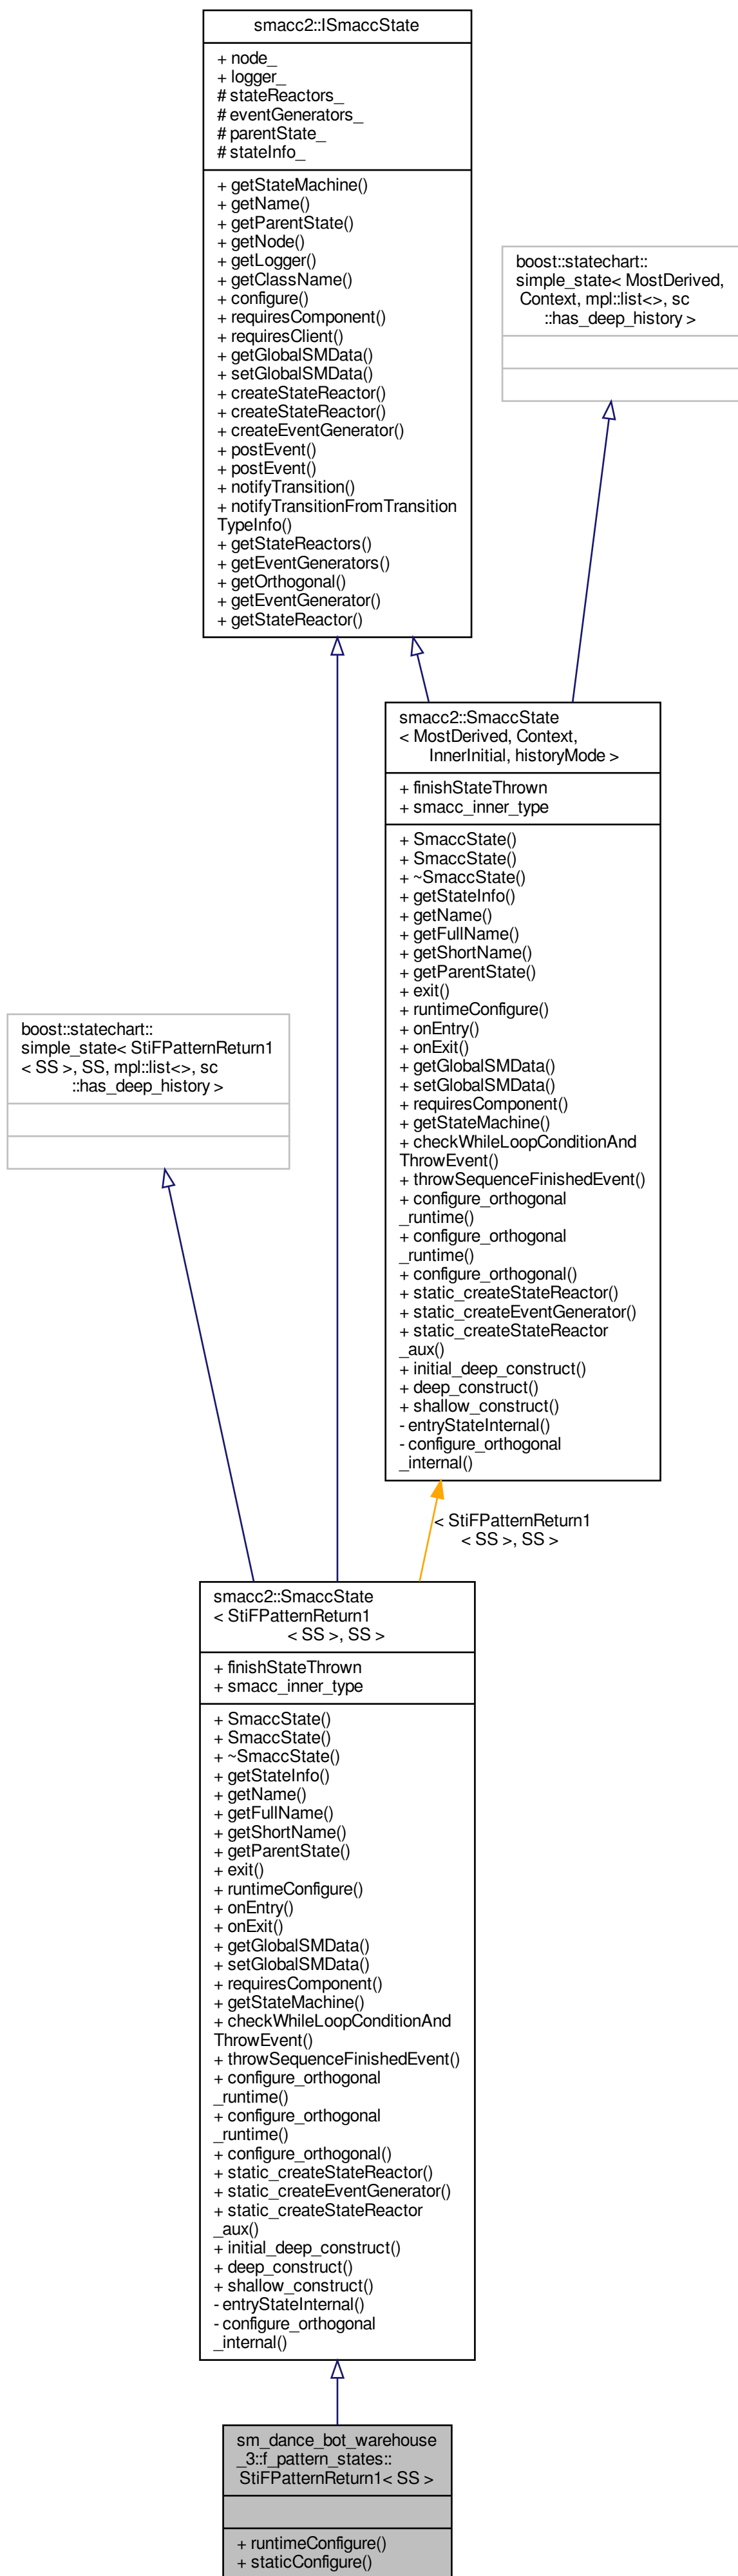 smacc2::ISmaccState
+ node_
+ logger_
# stateReactors_
# eventGenerators_
# parentState_
# stateInfo_
+ getStateMachine()
+ getName()
+ getParentState()
+ getNode()
+ getLogger()
+ getClassName()
+ configure()
+ requiresComponent()
+ requiresClient()
+ getGlobalSMData()
+ setGlobalSMData()
+ createStateReactor()
+ createStateReactor()
+ createEventGenerator()
+ postEvent()
+ postEvent()
+ notifyTransition()
+ notifyTransitionFromTransition
TypeInfo()
+ getStateReactors()
+ getEventGenerators()
+ getOrthogonal()
+ getEventGenerator()
+ getStateReactor()
boost::statechart::
simple_state< MostDerived,
Context, mpl::list<>, sc
::has_deep_history >
smacc2::SmaccState
< MostDerived, Context,
InnerInitial, historyMode >
+ finishStateThrown
+ smacc_inner_type
+ SmaccState()
+ SmaccState()
+ ~SmaccState()
+ getStateInfo()
+ getName()
+ getFullName()
+ getShortName()
+ getParentState()
+ exit()
+ runtimeConfigure()
+ onEntry()
+ onExit()
+ getGlobalSMData()
+ setGlobalSMData()
+ requiresComponent()
+ getStateMachine()
+ checkWhileLoopConditionAnd
ThrowEvent()
+ throwSequenceFinishedEvent()
+ configure_orthogonal
_runtime()
+ configure_orthogonal
_runtime()
+ configure_orthogonal()
+ static_createStateReactor()
+ static_createEventGenerator()
+ static_createStateReactor
_aux()
+ initial_deep_construct()
+ deep_construct()
+ shallow_construct()
- entryStateInternal()
- configure_orthogonal
_internal()
boost::statechart::
simple_state< StiFPatternReturn1
< SS >, SS, mpl::list<>, sc
::has_deep_history >
< StiFPatternReturn1
< SS >, SS >
smacc2::SmaccState
< StiFPatternReturn1
< SS >, SS >
+ finishStateThrown
+ smacc_inner_type
+ SmaccState()
+ SmaccState()
+ ~SmaccState()
+ getStateInfo()
+ getName()
+ getFullName()
+ getShortName()
+ getParentState()
+ exit()
+ runtimeConfigure()
+ onEntry()
+ onExit()
+ getGlobalSMData()
+ setGlobalSMData()
+ requiresComponent()
+ getStateMachine()
+ checkWhileLoopConditionAnd
ThrowEvent()
+ throwSequenceFinishedEvent()
+ configure_orthogonal
_runtime()
+ configure_orthogonal
_runtime()
+ configure_orthogonal()
+ static_createStateReactor()
+ static_createEventGenerator()
+ static_createStateReactor
_aux()
+ initial_deep_construct()
+ deep_construct()
+ shallow_construct()
- entryStateInternal()
- configure_orthogonal
_internal()
sm_dance_bot_warehouse
_3::f_pattern_states::
StiFPatternReturn1< SS >
+ runtimeConfigure()
+ staticConfigure()